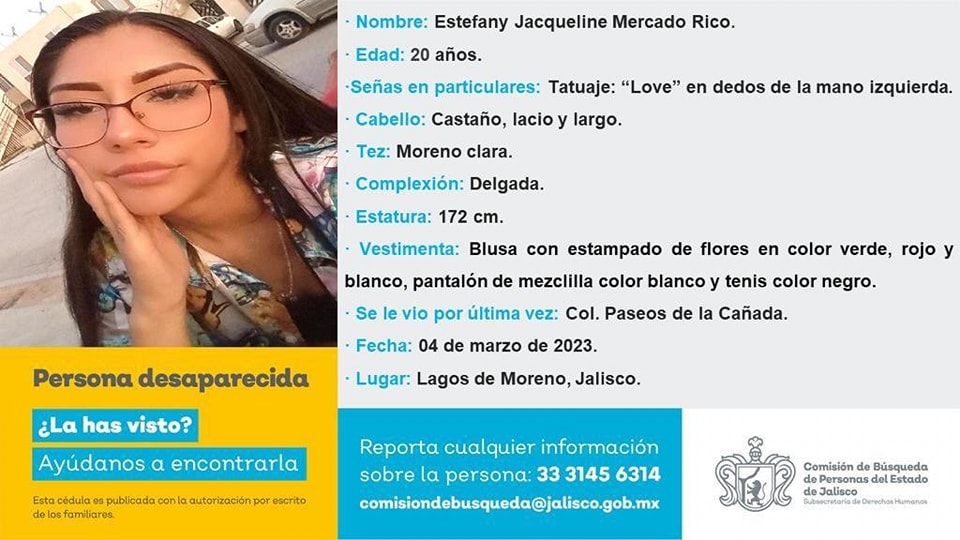 · Nombre: Estefany Jacqueline Mercado Rico.
· Edad: 20 años.
·Señas en particulares: Tatuaje: “Love” en dedos de la mano izquierda.
· Cabello: Castaño, lacio y largo.
· Tez: Moreno clara.
· Complexión: Delgada.
· Estatura: 172 cm.
· Vestimenta: Blusa con estampado de flores en color verde, rojo y
blanco, pantalón de mezclilla color blanco y tenis color negro.
· Se le vio por última vez: Col. Paseos de la Cañada.
· Fecha: 04 de marzo de 2023.
· Lugar: Lagos de Moreno, Jalisco.
Persona desaparecida
¿La has visto?
Ayúdanos a encontrarla
Esta cédula es publicada con la autorización por escrito
de los familiares.
Reporta cualquier información
sobre la persona: 33 3145 6314
comisiondebusqueda@jalisco.gob.mx
Comisión de Búsqueda
de Personas del Estado
de Jalisco
Subsecretaría de Derechos Humanos